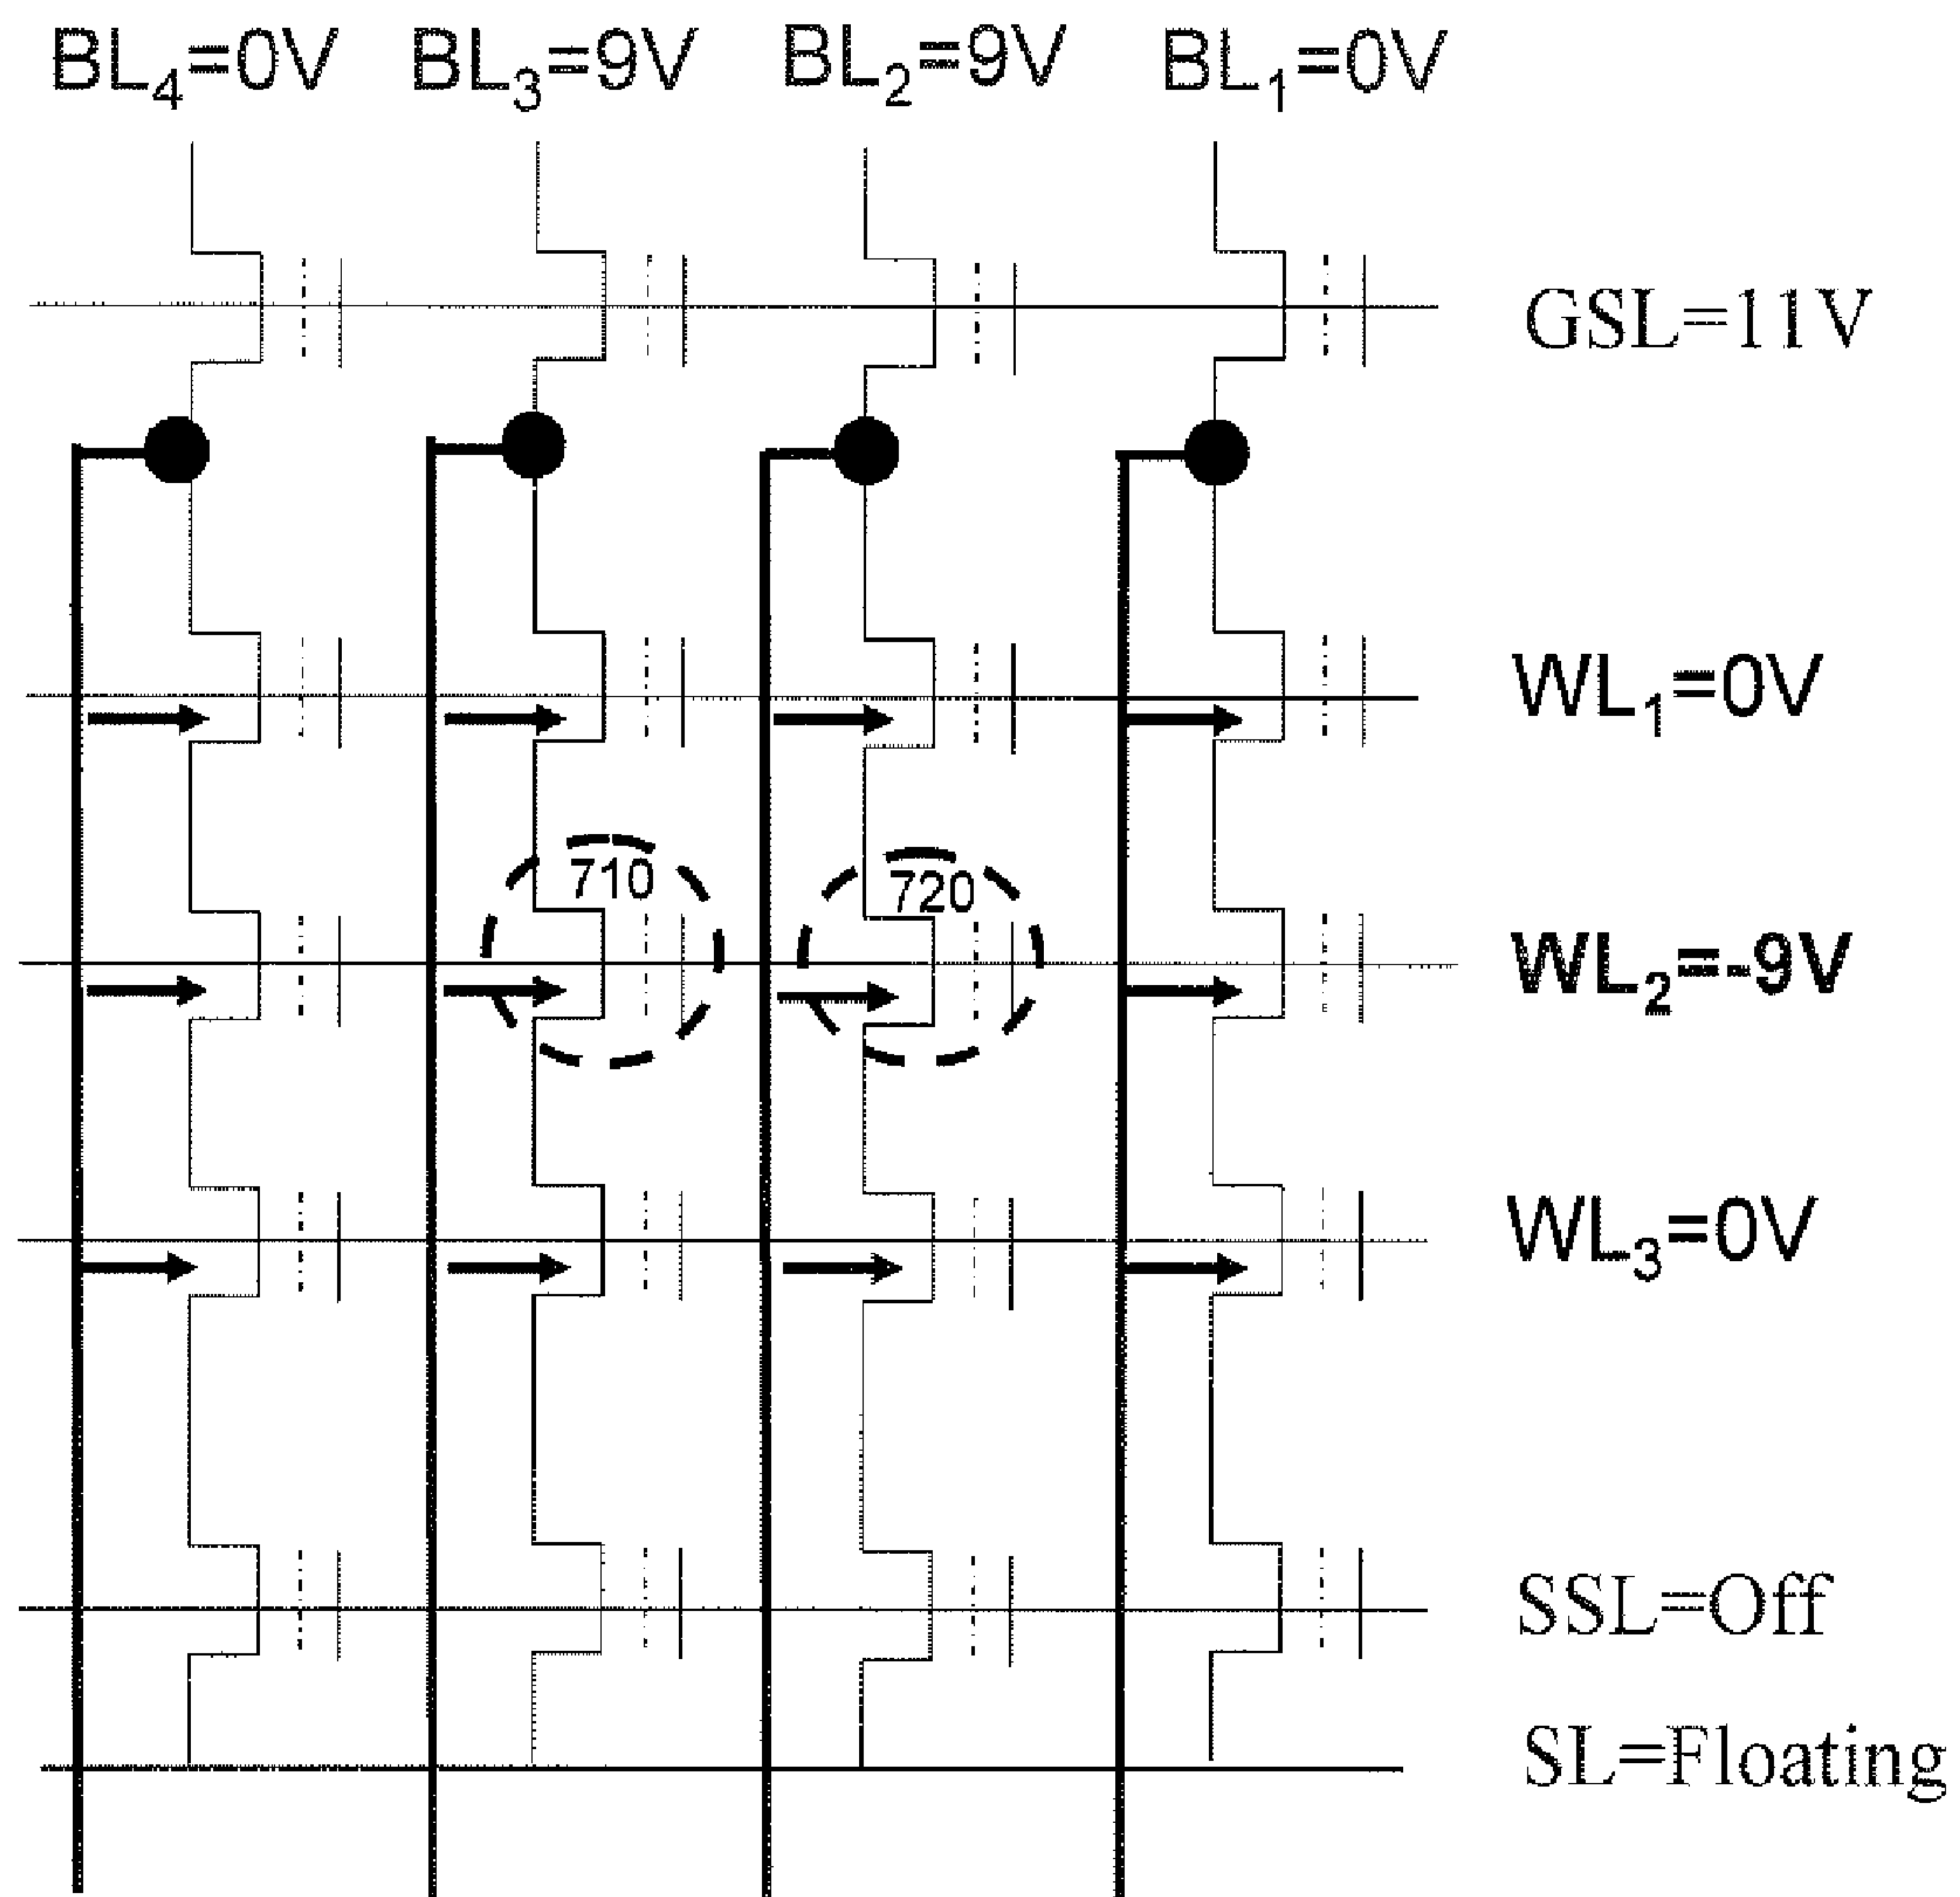 BL₄=0V BL₃=9V BL₂=9V BL₁=0V
GSL=11V
WL₁=0V
710 720
WL₂=-9V
WL₃=0V
SSL=Off
SL=Floating